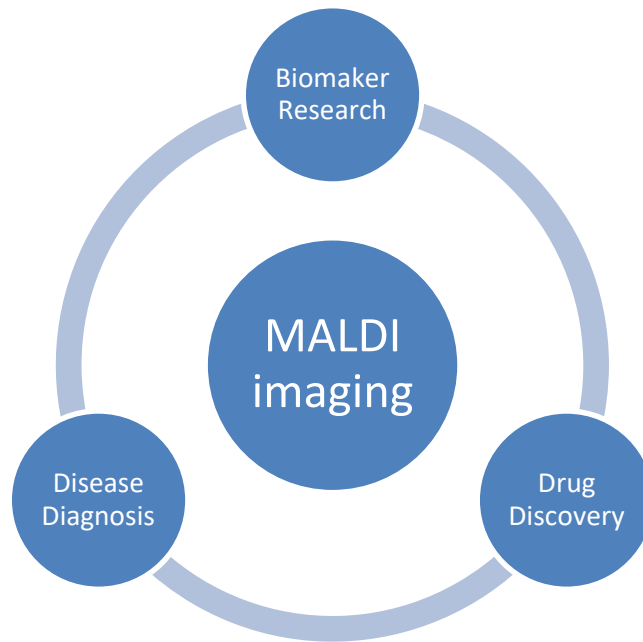 Biomaker
Research
MALDI
imaging
Disease
Diagnosis
Drug
Discovery